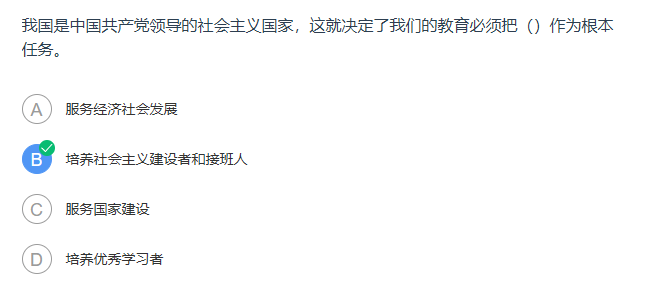 我国是中国共产党领导的社会主义国家，这就决定了我们的教育必须把（）作为根本
任务。
A 服务经济社会发展
B 培养社会主义建设者和接班人
C 服务国家建设
D 培养优秀学习者